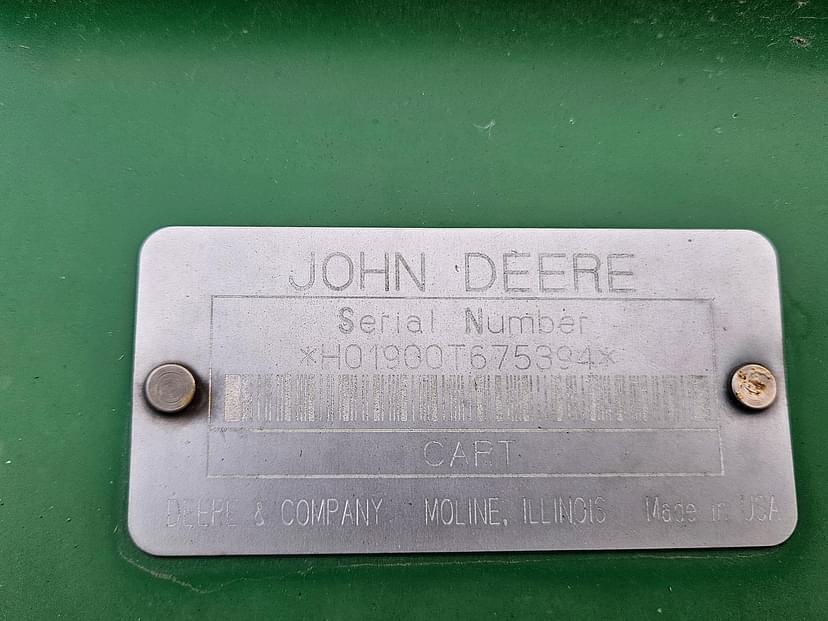 JOHN DEERE
Serial Number
*H01900T675394*
CART
DEERE & COMPANY MOLINE, ILLINOIS Made in USA